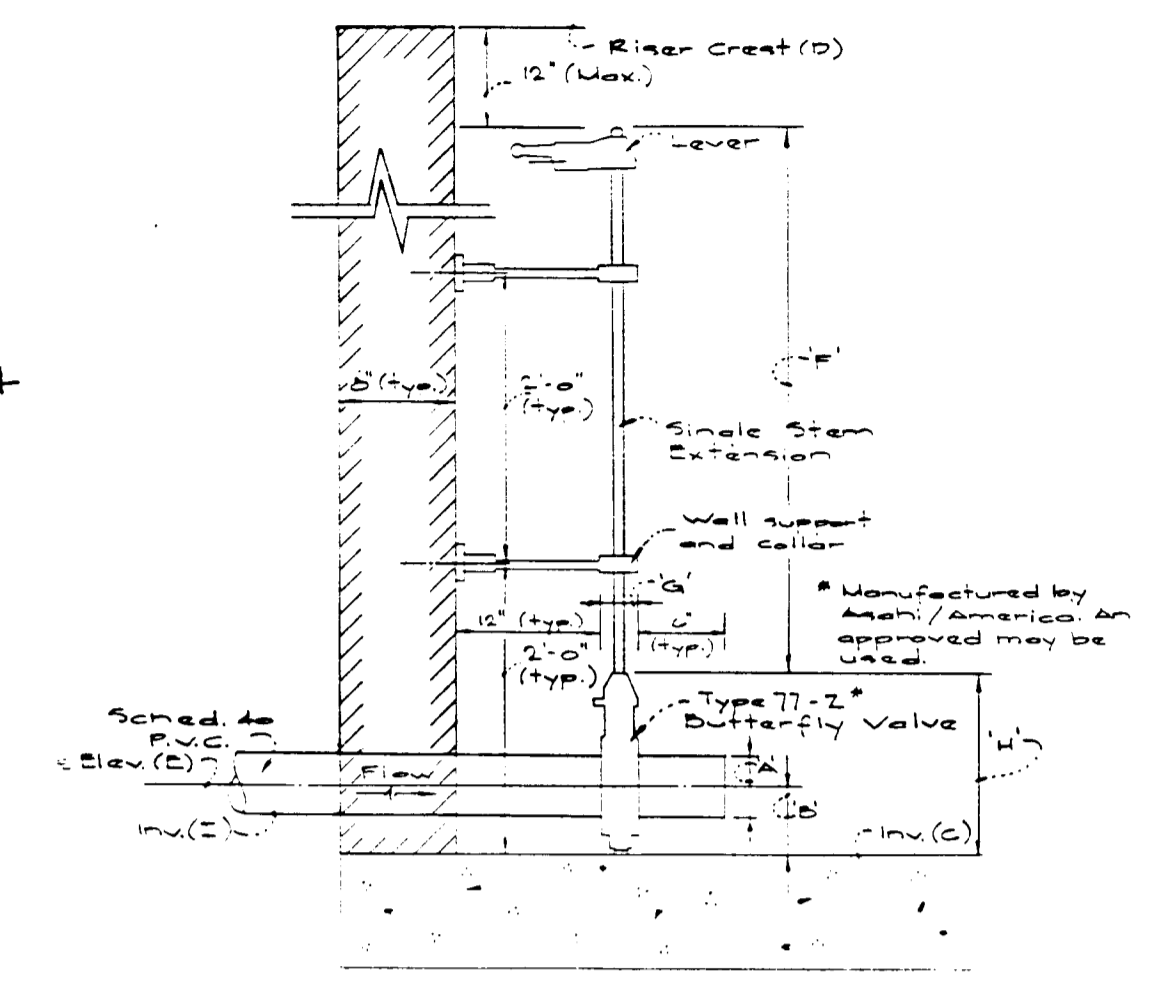 Riser Crest (D)
12" (Max.)
Lever
'F'
8" (typ.)
2'-0"
(typ.)
Single Stem
Extension
Wall support
and collar
'G'
* Manufactured by
Asahi/America. An
approved may be
used.
12" (typ.)
6"
(typ.)
2'-0"
(typ.)
Type 77-2*
Butterfly Valve
'H'
Sched. 40
P.V.C.
Elev. (E)
Flow
'A'
'B'
Inv. (I)
Inv. (C)